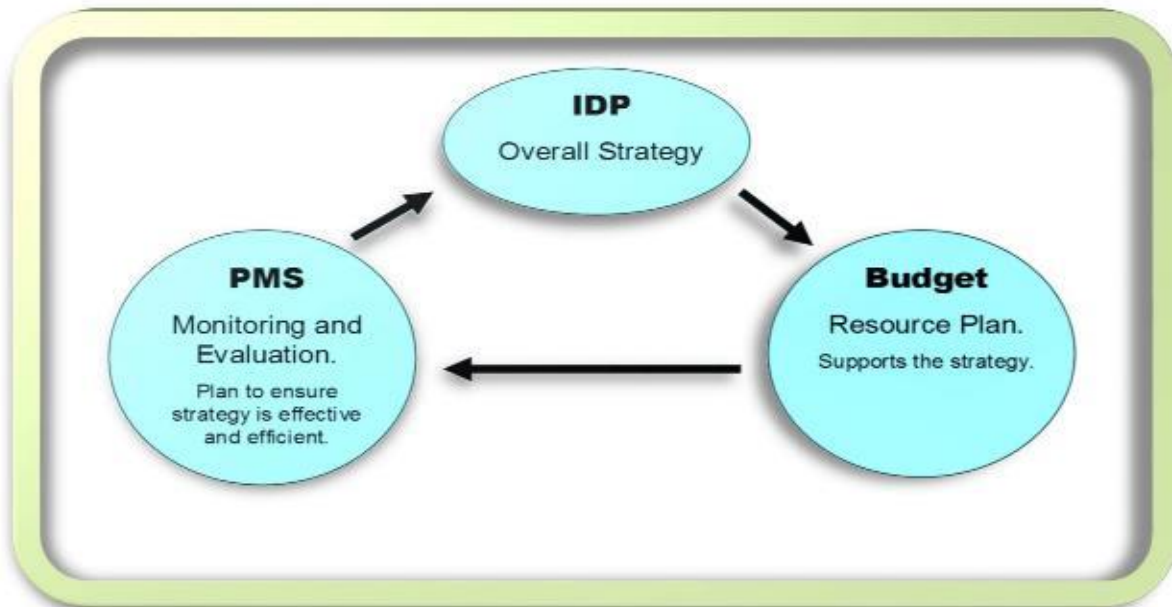 IDP
Overall Strategy
PMS
Monitoring and
Evaluation.
Plan to ensure
strategy is effective
and efficient.
Budget
Resource Plan.
Supports the strategy.